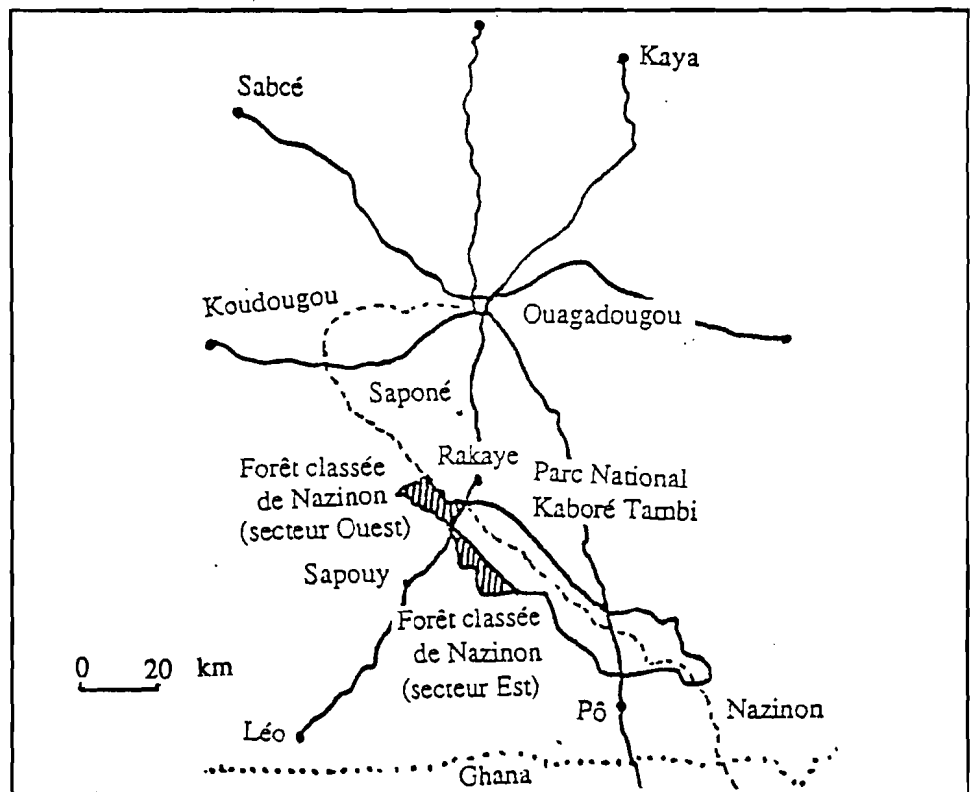 Kaya
Sabcé
Koudougou
Ouagadougou
Saponé
Rakaye
Forêt classée
de Nazinon
(secteur Ouest)
Parc National
Kaboré Tambi
Sapouy
Forêt classée
de Nazinon
(secteur Est)
0 20 km
Pô
Nazinon
Léo
Ghana